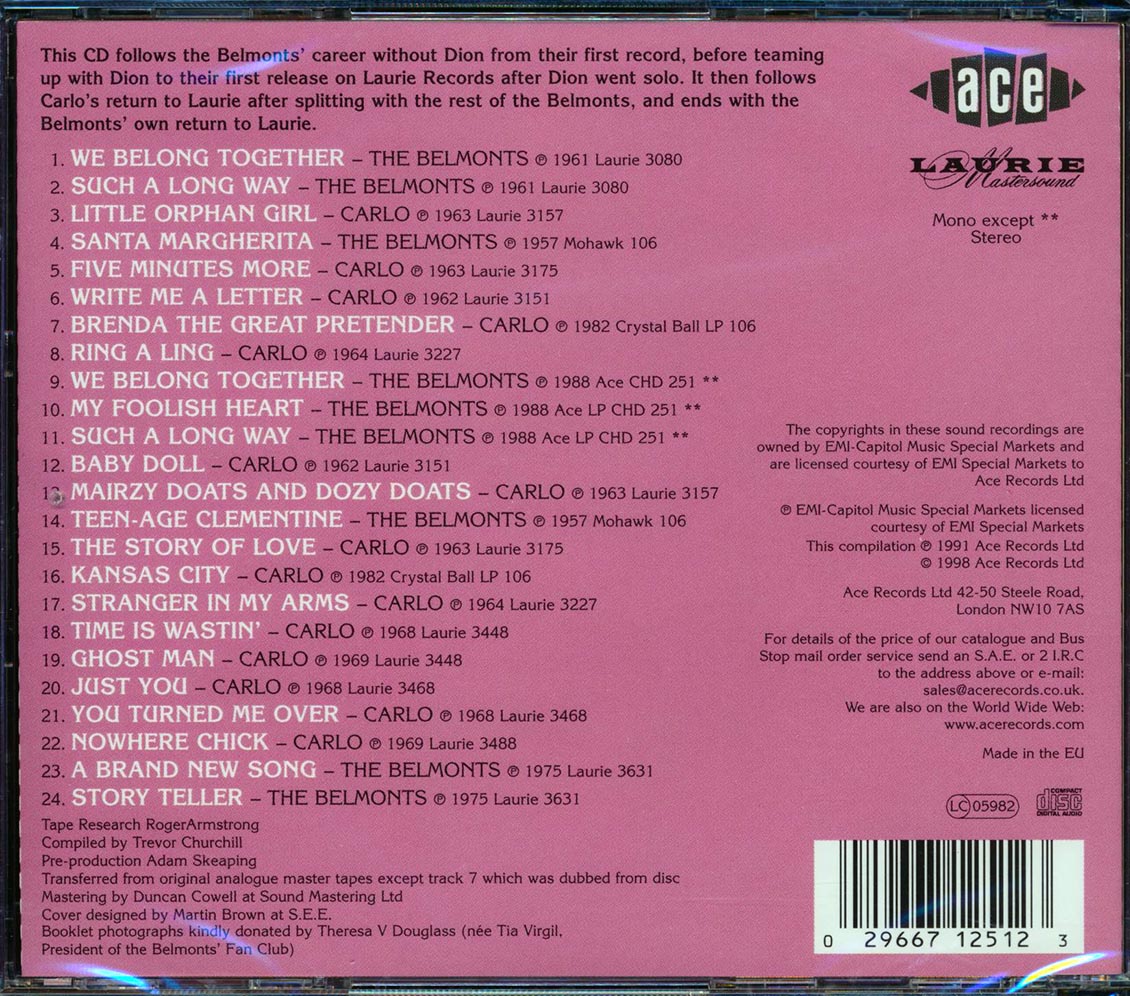 This CD follows the Belmonts' career without Dion from their first record, before teaming
up with Dion to their first release on Laurie Records after Dion went solo. It then follows
Carlo's return to Laurie after splitting with the rest of the Belmonts, and ends with the
Belmonts' own return to Laurie.
1. WE BELONG TOGETHER – THE BELMONTS ℗ 1961 Laurie 3080
2. SUCH A LONG WAY – THE BELMONTS ℗ 1961 Laurie 3080
3. LITTLE ORPHAN GIRL – CARLO ℗ 1963 Laurie 3157
4. SANTA MARGHERITA – THE BELMONTS ℗ 1957 Mohawk 106
5. FIVE MINUTES MORE – CARLO ℗ 1963 Laurie 3175
6. WRITE ME A LETTER – CARLO ℗ 1962 Laurie 3151
7. BRENDA THE GREAT PRETENDER – CARLO ℗ 1982 Crystal Ball LP 106
8. RING A LING – CARLO ℗ 1964 Laurie 3227
9. WE BELONG TOGETHER – THE BELMONTS ℗ 1988 Ace CHD 251 **
10. MY FOOLISH HEART – THE BELMONTS ℗ 1988 Ace LP CHD 251 **
11. SUCH A LONG WAY – THE BELMONTS ℗ 1988 Ace LP CHD 251 **
12. BABY DOLL – CARLO ℗ 1962 Laurie 3151
13. MAIRZY DOATS AND DOZY DOATS – CARLO ℗ 1963 Laurie 3157
14. TEEN-AGE CLEMENTINE – THE BELMONTS ℗ 1957 Mohawk 106
15. THE STORY OF LOVE – CARLO ℗ 1963 Laurie 3175
16. KANSAS CITY – CARLO ℗ 1982 Crystal Ball LP 106
17. STRANGER IN MY ARMS – CARLO ℗ 1964 Laurie 3227
18. TIME IS WASTIN' – CARLO ℗ 1968 Laurie 3448
19. GHOST MAN – CARLO ℗ 1969 Laurie 3448
20. JUST YOU – CARLO ℗ 1968 Laurie 3468
21. YOU TURNED ME OVER – CARLO ℗ 1968 Laurie 3468
22. NOWHERE CHICK – CARLO ℗ 1969 Laurie 3488
23. A BRAND NEW SONG – THE BELMONTS ℗ 1975 Laurie 3631
24. STORY TELLER – THE BELMONTS ℗ 1975 Laurie 3631
Tape Research RogerArmstrong
Compiled by Trevor Churchill
Pre-production Adam Skeaping
Transferred from original analogue master tapes except track 7 which was dubbed from disc
Mastering by Duncan Cowell at Sound Mastering Ltd
Cover designed by Martin Brown at S.E.E.
Booklet photographs kindly donated by Theresa V Douglass (née Tia Virgil,
President of the Belmonts' Fan Club)
ace
LAURIE
Mastersound
Mono except **
Stereo
The copyrights in these sound recordings are
owned by EMI-Capitol Music Special Markets and
are licensed courtesy of EMI Special Markets to
Ace Records Ltd
℗ EMI-Capitol Music Special Markets licensed
courtesy of EMI Special Markets
This compilation ℗ 1991 Ace Records Ltd
© 1998 Ace Records Ltd
Ace Records Ltd 42-50 Steele Road,
London NW10 7AS
For details of the price of our catalogue and Bus
Stop mail order service send an S.A.E. or 2 I.R.C
to the address above or e-mail:
sales@acerecords.co.uk.
We are also on the World Wide Web:
www.acerecords.com
Made in the EU
LC 05982
COMPACT
disc
DIGITAL AUDIO
0 29667 12512 3